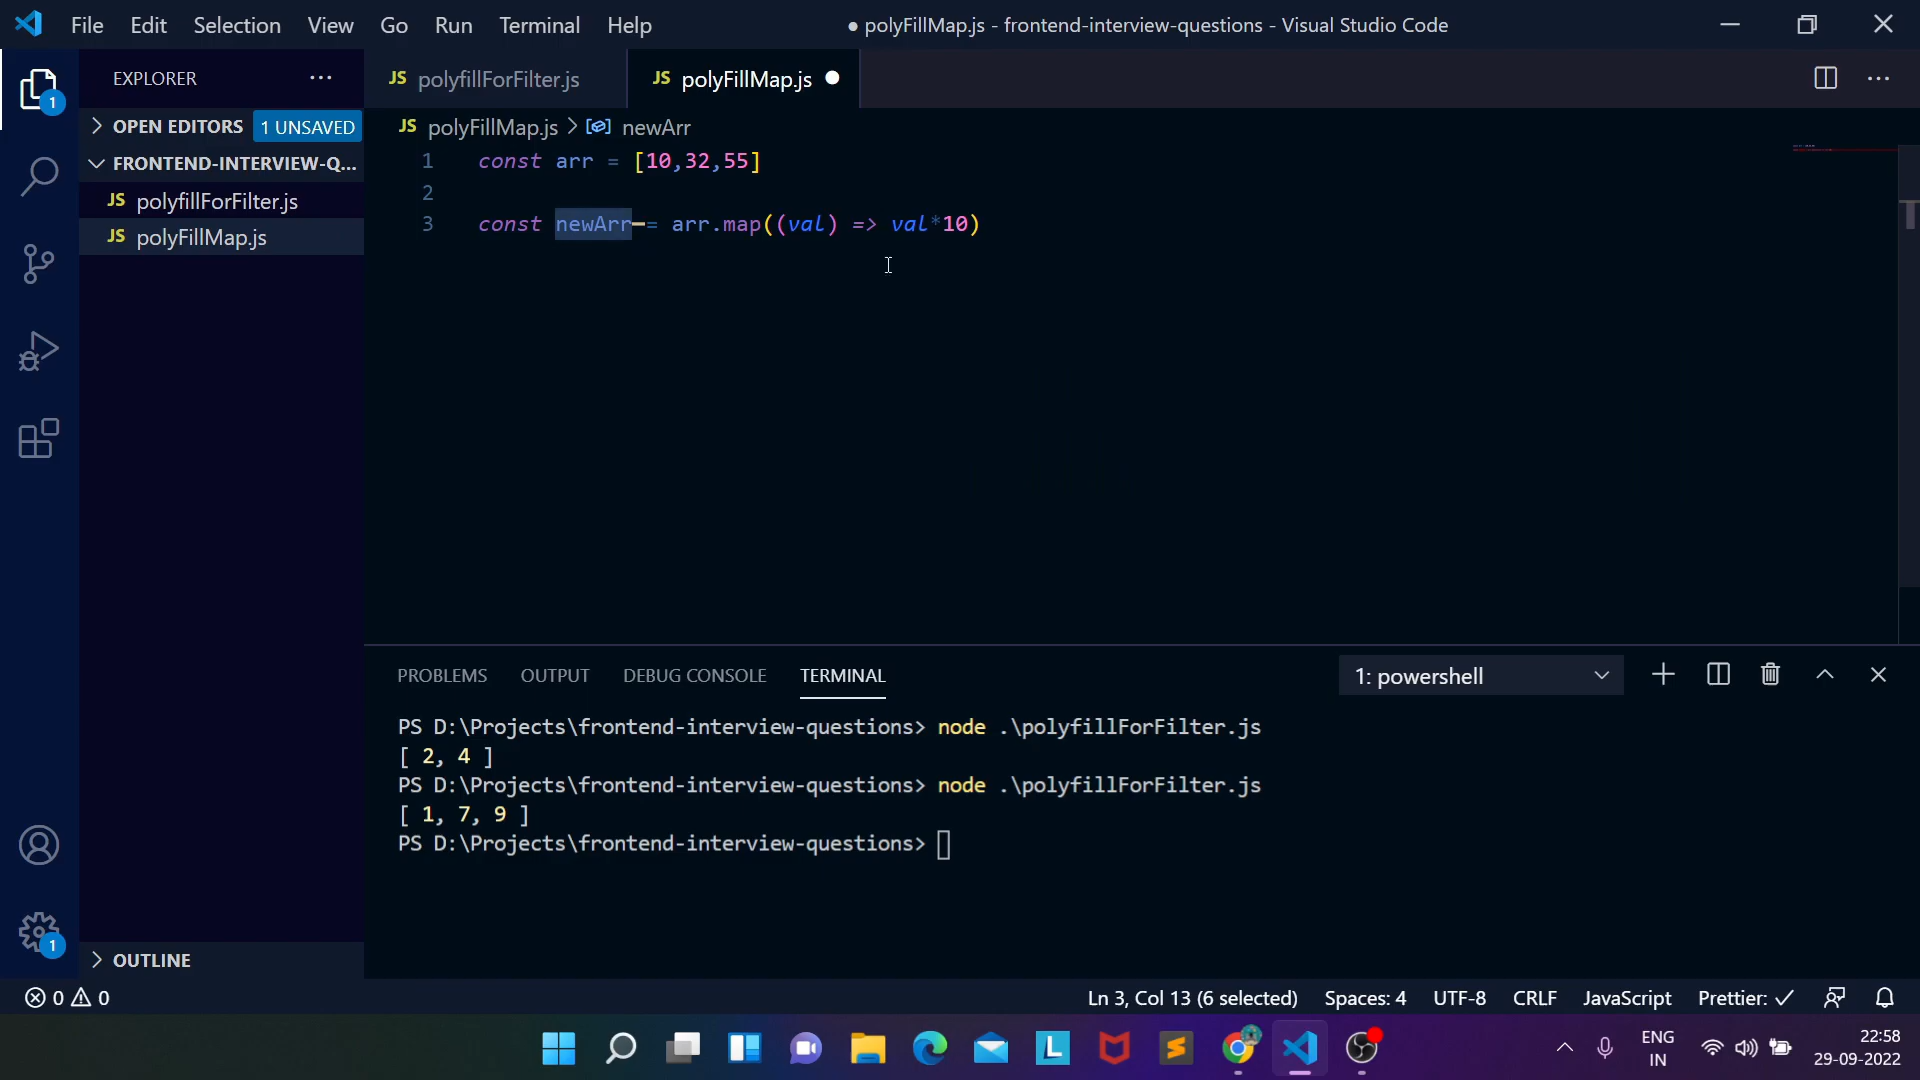 File Edit Selection View Go Run Terminal Help
● polyFillMap.js - frontend-interview-questions - Visual Studio Code
EXPLORER
JS polyfillForFilter.js
JS polyFillMap.js ●
1
OPEN EDITORS 1 UNSAVED
JS polyFillMap.js > newArr
FRONTEND-INTERVIEW-Q...
JS polyfillForFilter.js
JS polyFillMap.js
1 const arr = [10,32,55]
2
3 const newArr = arr.map((val) => val*10)
PROBLEMS OUTPUT DEBUG CONSOLE TERMINAL
1: powershell
PS D:\Projects\frontend-interview-questions> node .\polyfillForFilter.js
[ 2, 4 ]
PS D:\Projects\frontend-interview-questions> node .\polyfillForFilter.js
[ 1, 7, 9 ]
PS D:\Projects\frontend-interview-questions>
1
OUTLINE
0 0
Ln 3, Col 13 (6 selected) Spaces: 4 UTF-8 CRLF JavaScript Prettier: ✓
L
ENG
IN
22:58
29-09-2022